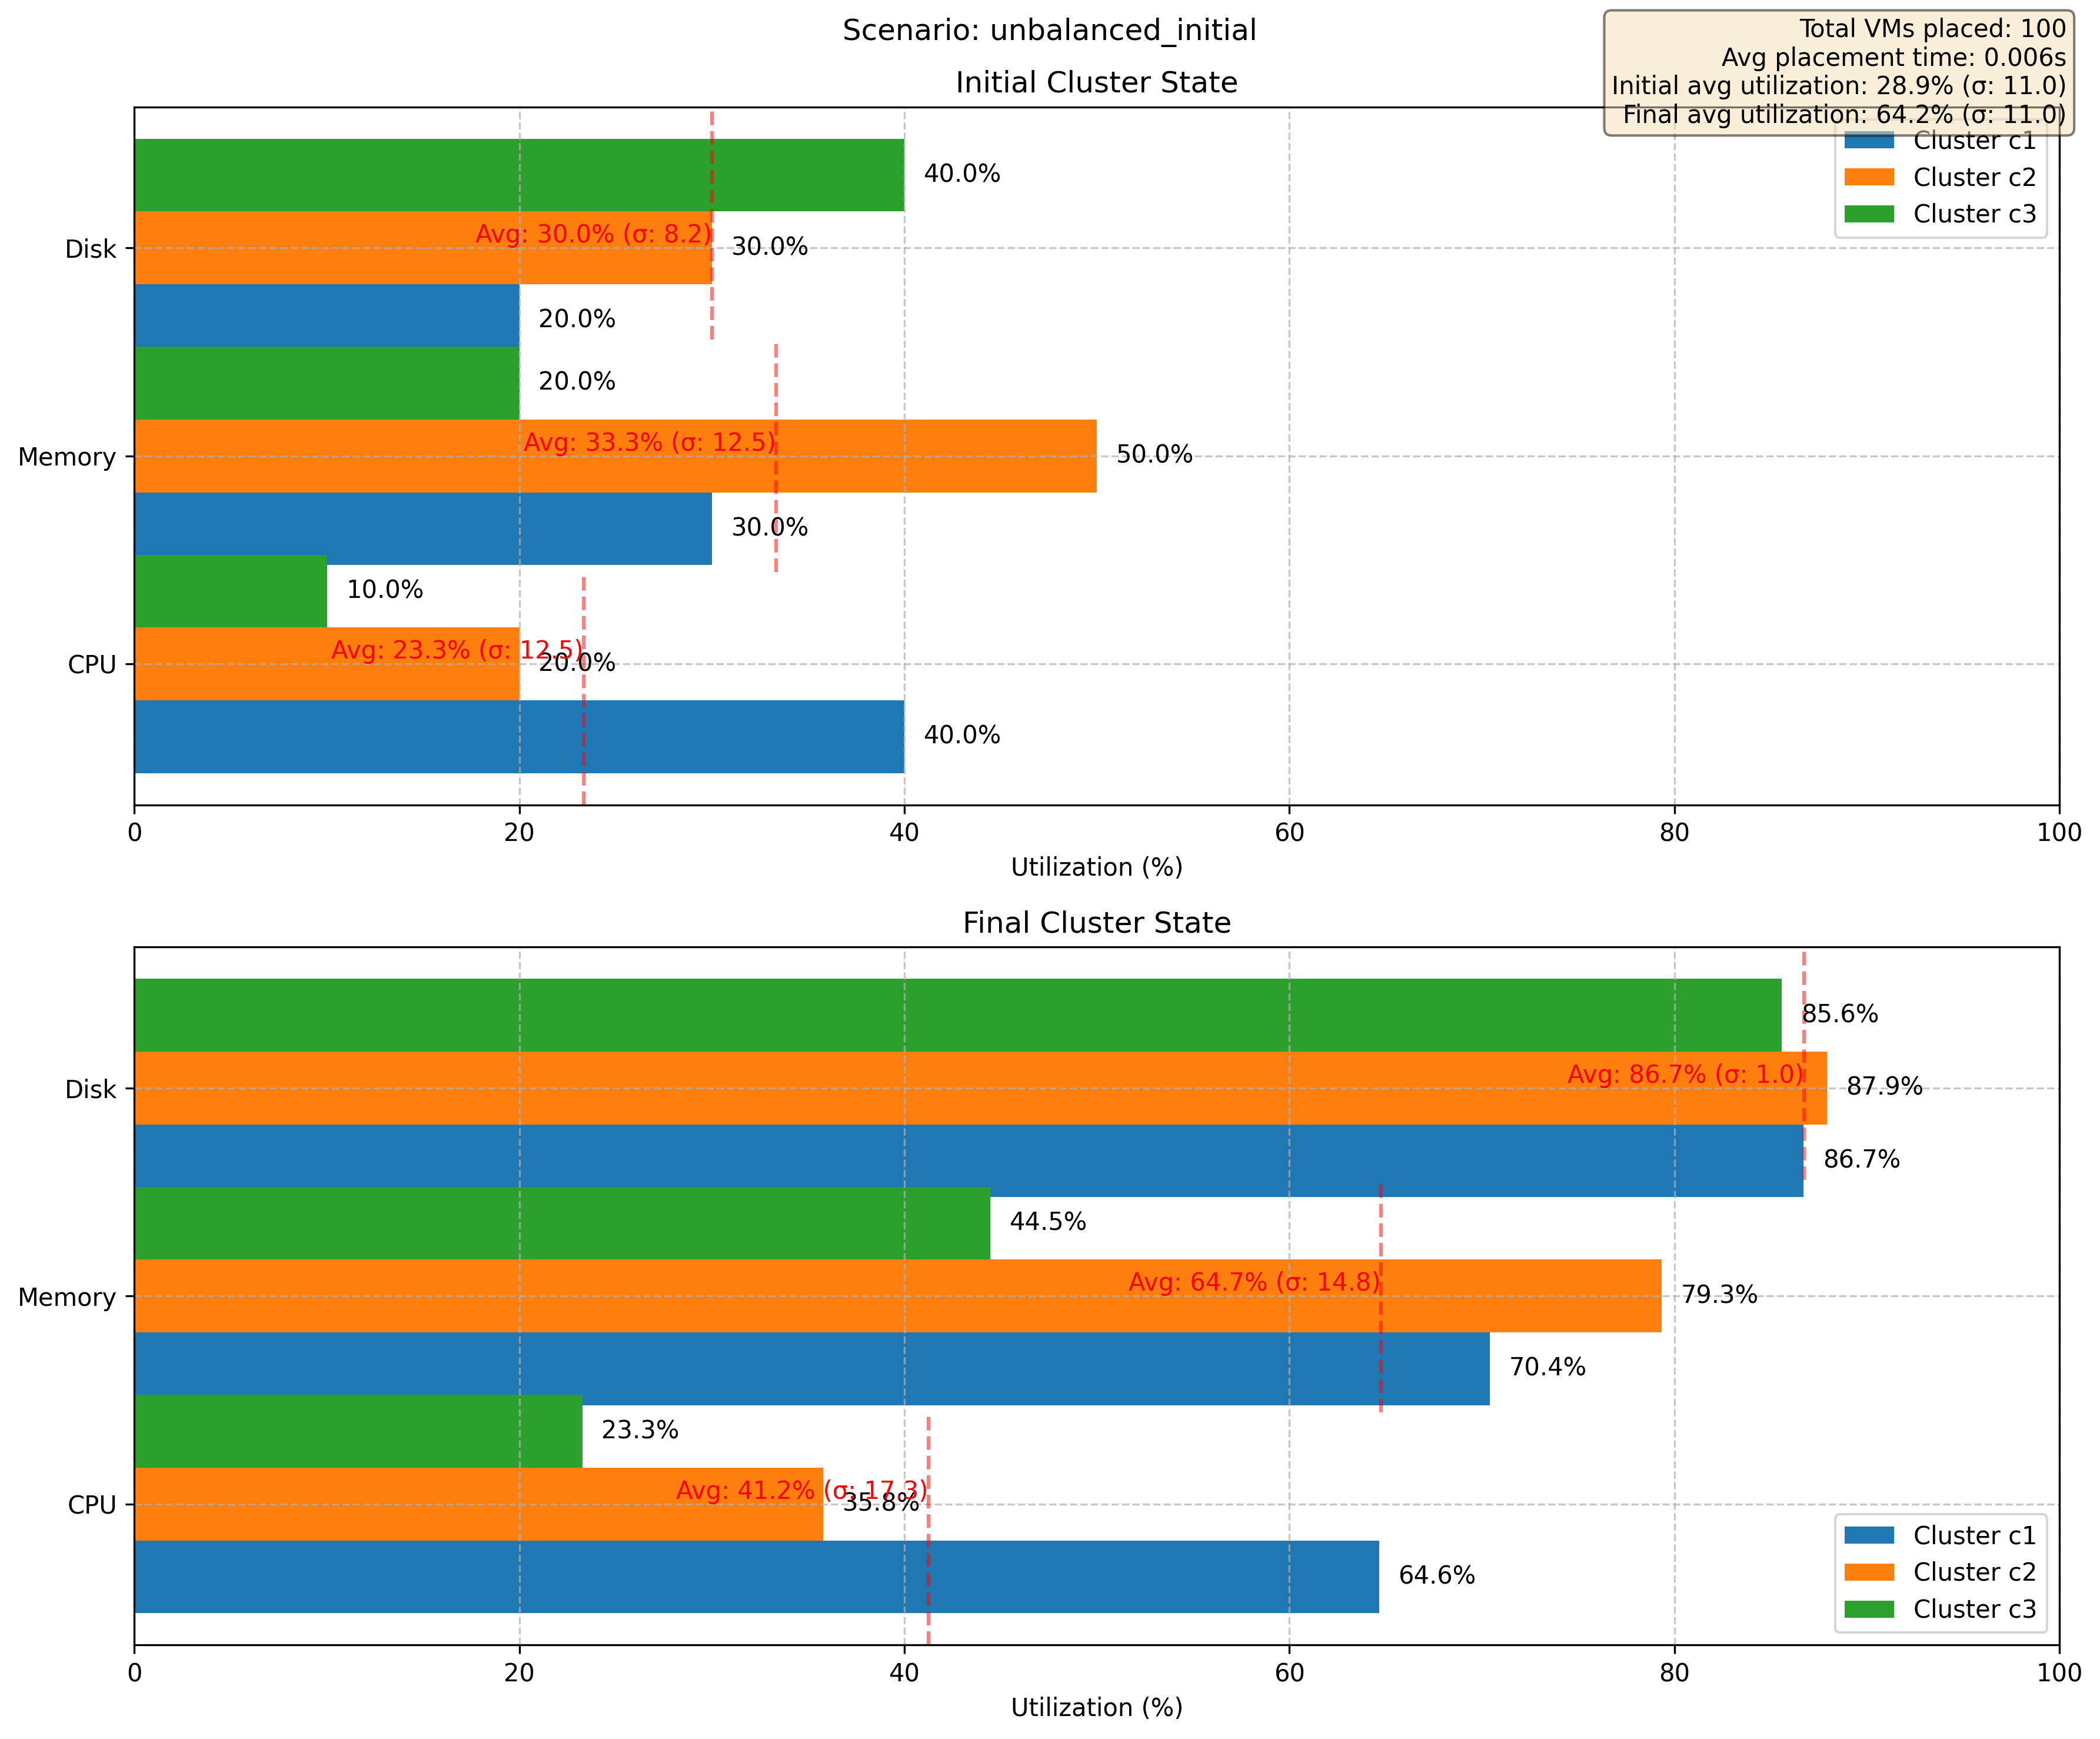 Scenario: unbalanced_initial
Total VMs placed: 100
Avg placement time: 0.006s
Initial avg utilization: 28.9% (σ: 11.0)
Final avg utilization: 64.2% (σ: 11.0)
Initial Cluster State
Cluster c1
Cluster c2
Cluster c3
40.0%
Avg: 30.0% (σ: 8.2)
Disk
30.0%
20.0%
20.0%
Avg: 33.3% (σ: 12.5)
Memory
50.0%
30.0%
10.0%
Avg: 23.3% (σ: 12.5)
CPU
20.0%
40.0%
0 20 40 60 80 100
Utilization (%)
Final Cluster State
85.6%
Avg: 86.7% (σ: 1.0)
Disk
87.9%
86.7%
44.5%
Avg: 64.7% (σ: 14.8)
Memory
79.3%
70.4%
23.3%
Avg: 41.2% (σ: 17.3)
CPU
35.8%
64.6%
Cluster c1
Cluster c2
Cluster c3
0 20 40 60 80 100
Utilization (%)